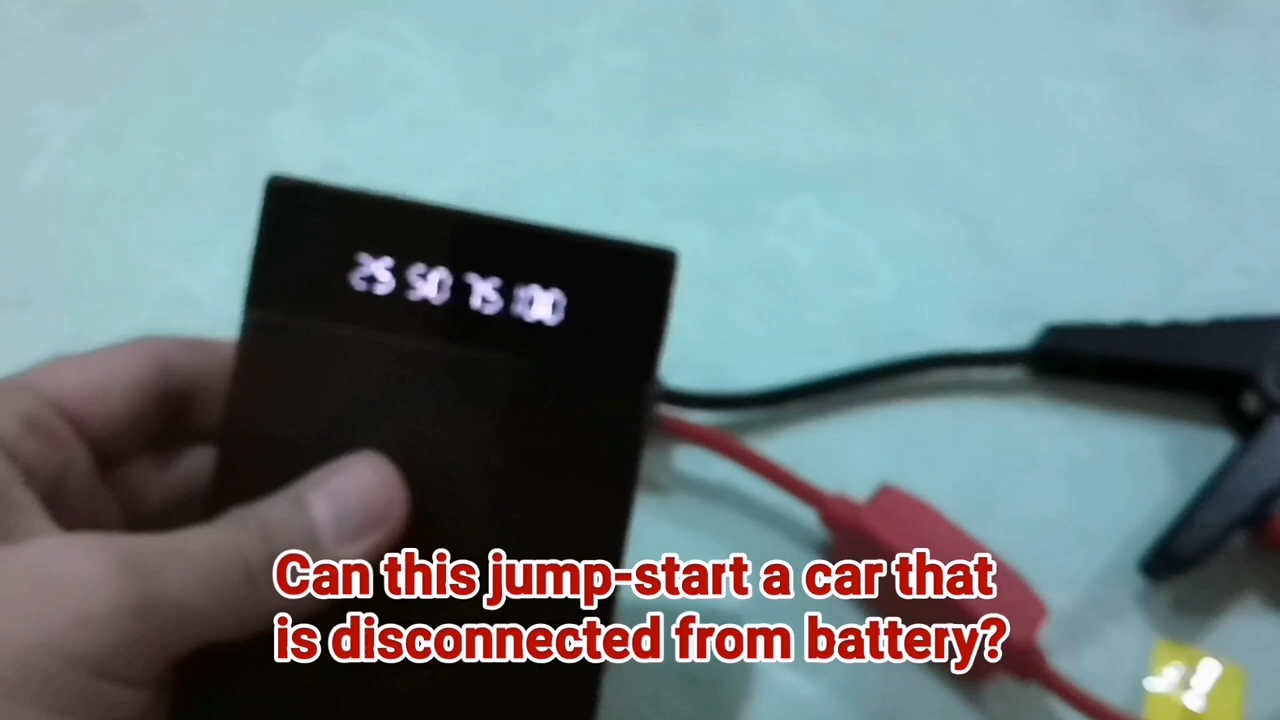 25 50 75 100
Can this jump-start a car that
is disconnected from battery?